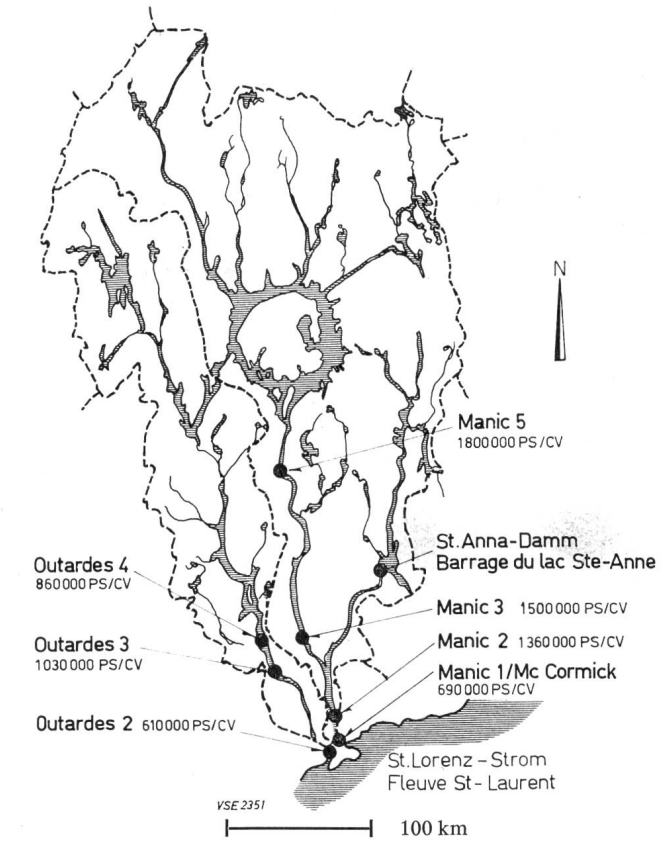 N
Manic 5
1800000 PS/CV
St.Anna-Damm
Barrage du lac Ste-Anne
Outardes 4
860000 PS/CV
Manic 3 1500000 PS/CV
Outardes 3
1030000 PS/CV
Manic 2 1360000 PS/CV
Manic 1/Mc Cormick
690000 PS/CV
Outardes 2 610000 PS/CV
St.Lorenz-Strom
Fleuve St-Laurent
VSE 2351
100 km